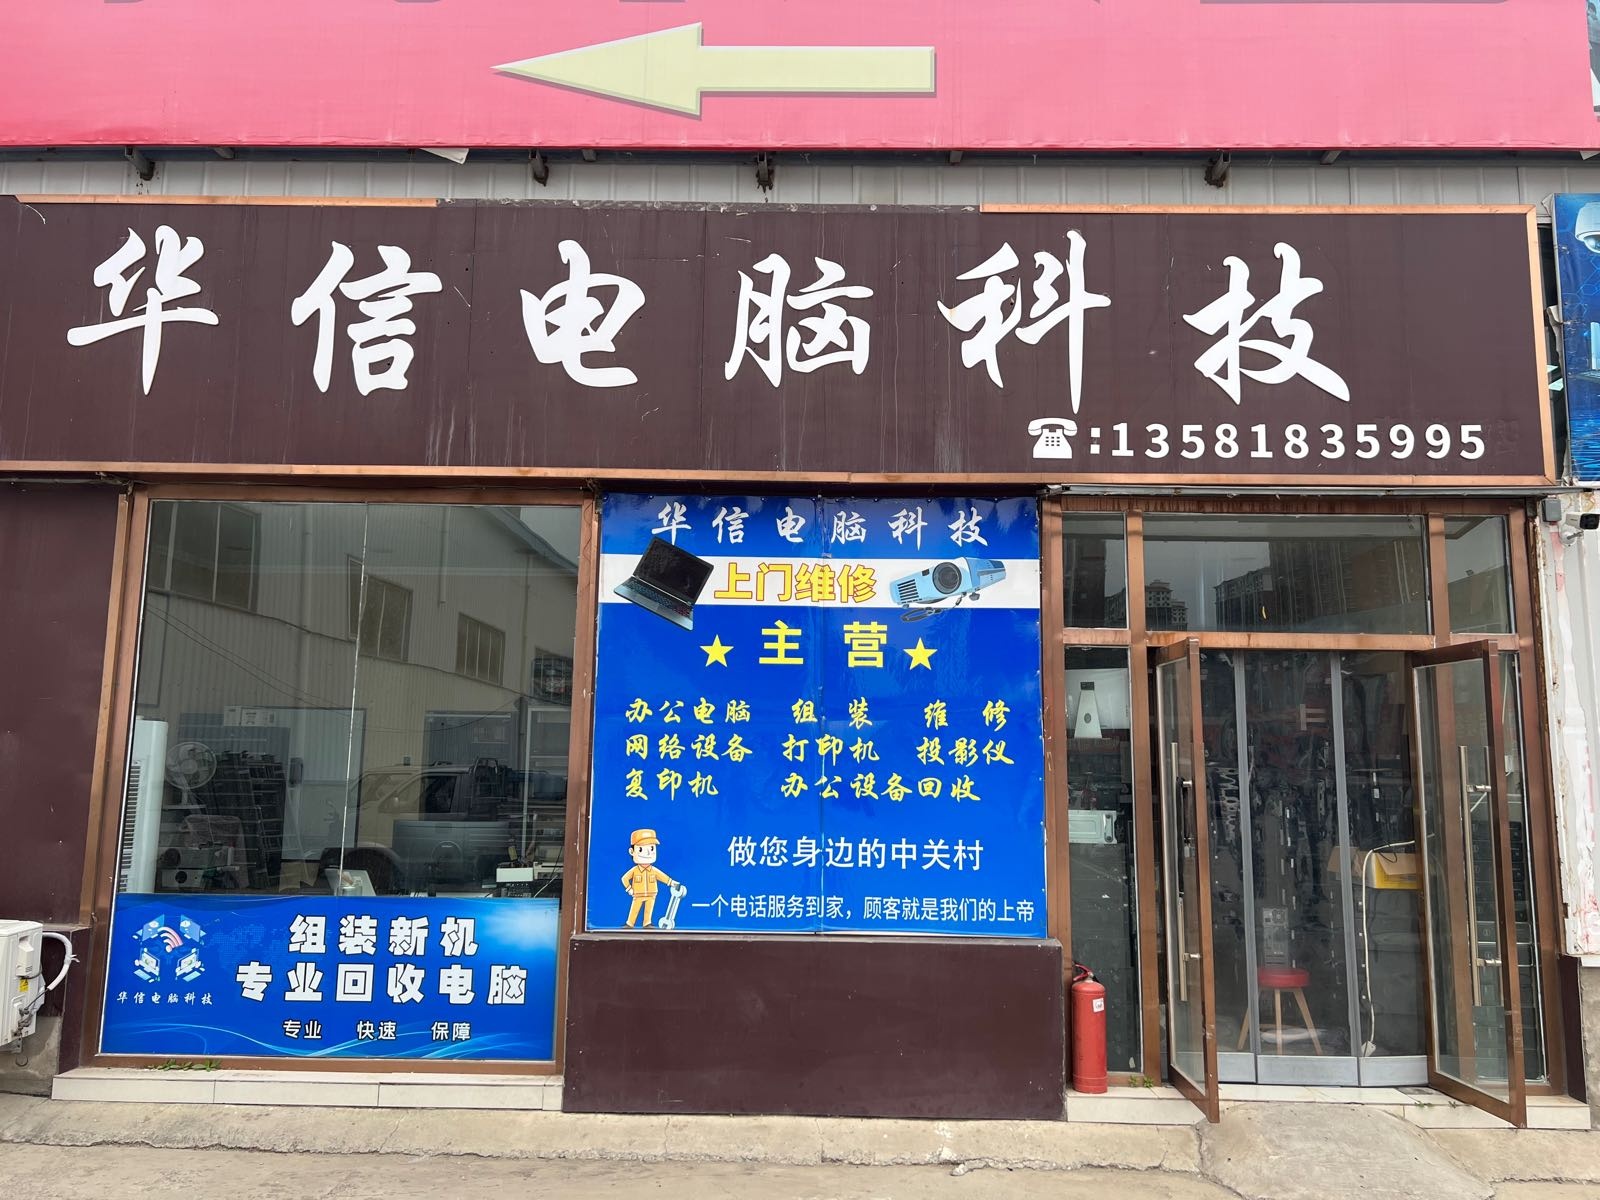 华信电脑科技
☎:13581835995
华信电脑科技
上门维修
★主营★
办公电脑 组装 维修
网络设备 打印机 投影仪
复印机 办公设备回收
做您身边的中关村
一个电话服务到家，顾客就是我们的上帝
组装新机
专业回收电脑
华信电脑科技
专业 快速 保障